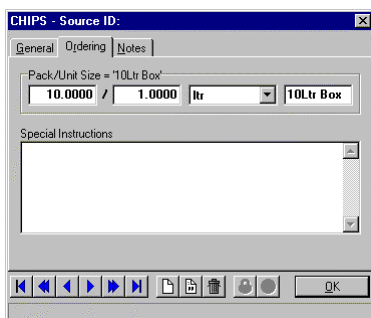 CHIPS - Source ID:
General Ordering Notes
Pack/Unit Size = '10Ltr Box'
10.0000 / 1.0000 ltr 10Ltr Box
Special Instructions
OK